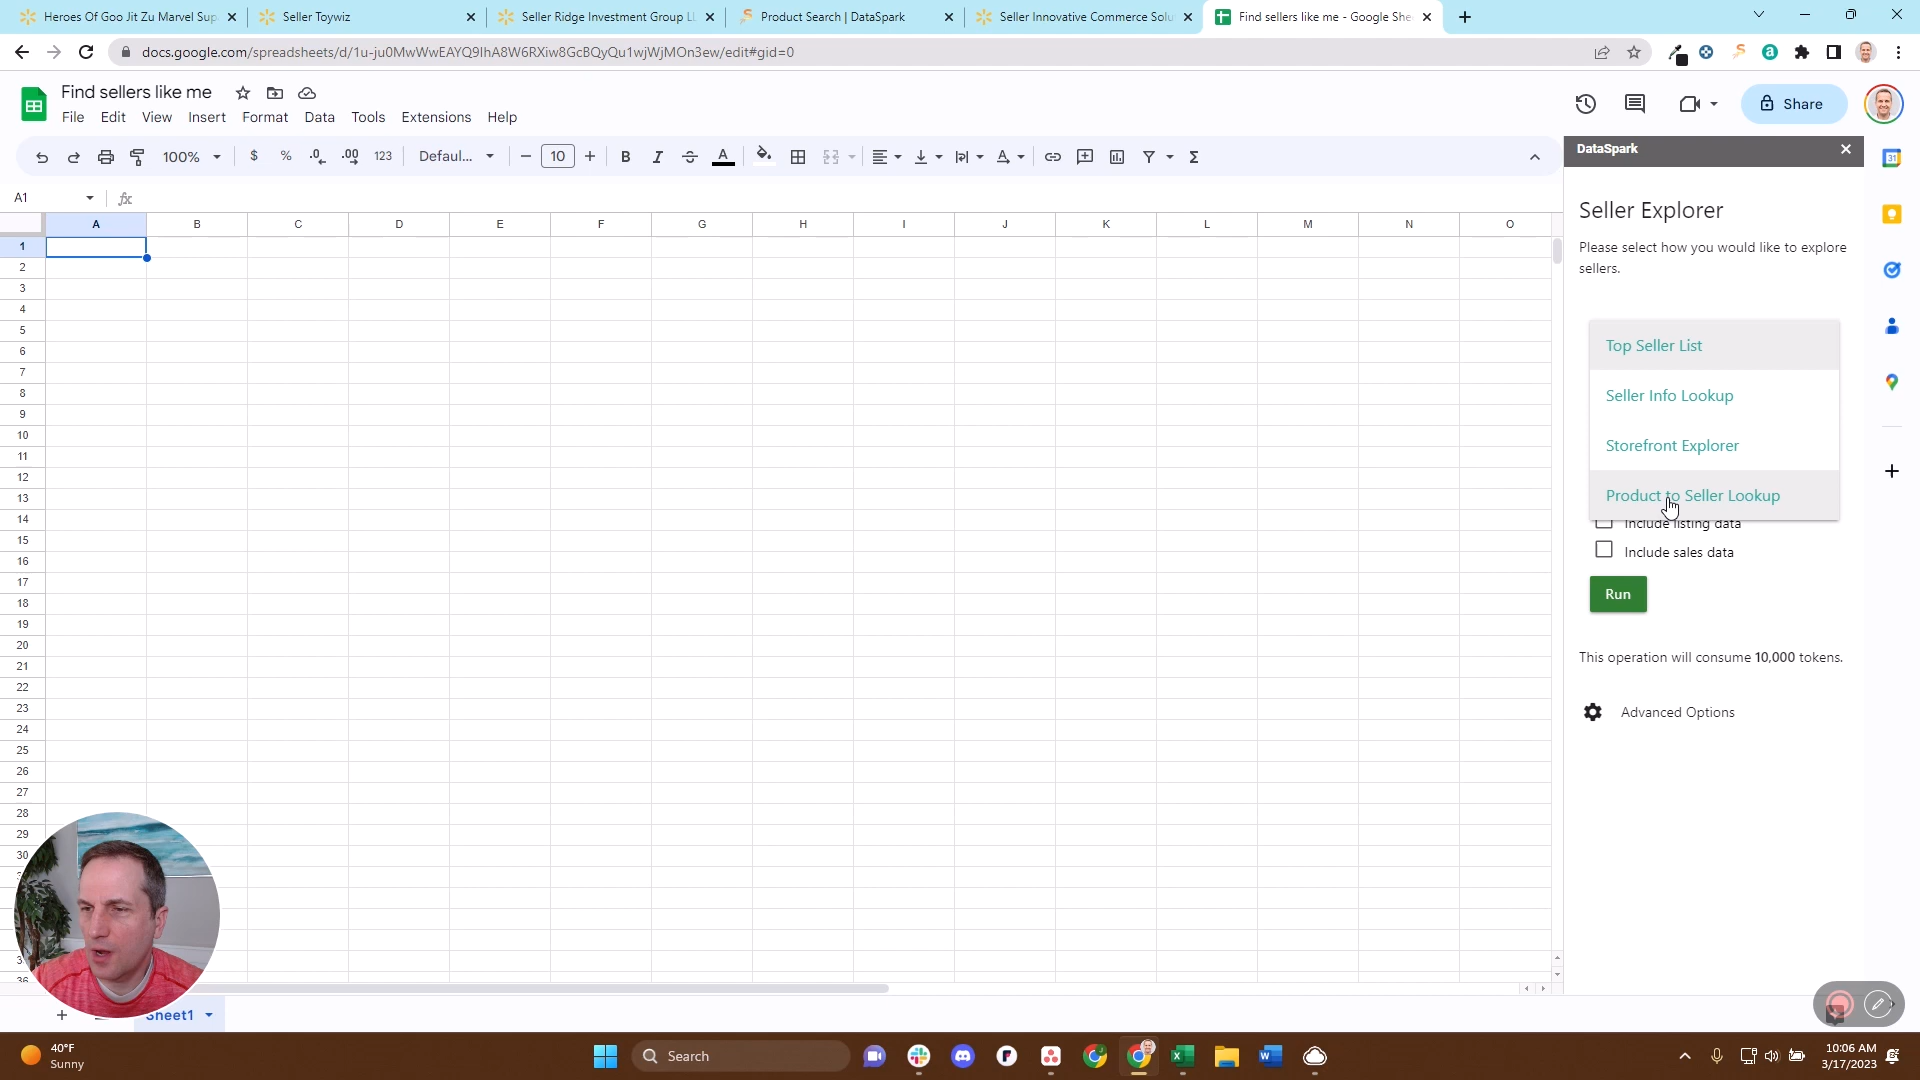 Heroes Of Goo Jit Zu Marvel Sup
Seller Toywiz
Seller Ridge Investment Group LL
Product Search | DataSpark
Seller Innovative Commerce Solu
Find sellers like me - Google She
docs.google.com/spreadsheets/d/1u-ju0MwWwEAYQ9IhA8W6RXiw8GcBQyQu1wjWjMOn3ew/edit#gid=0
Find sellers like me
File Edit View Insert Format Data Tools Extensions Help
Share
100% $ % .0 .00 123 Defaul... 10 B I A
DataSpark
A1 fx
A B C D E F G H I J K L M N O
1
2
3
4
5
6
7
8
9
10
11
12
13
14
15
16
17
18
19
20
21
22
23
24
25
26
27
28
29
30
36
Seller Explorer
Please select how you would like to explore
sellers.
Top Seller List
Seller Info Lookup
Storefront Explorer
Product to Seller Lookup
Include listing data
Include sales data
Run
This operation will consume 10,000 tokens.
Advanced Options
31
Sheet1
40°F
Sunny
Search
10:06 AM
3/17/2023